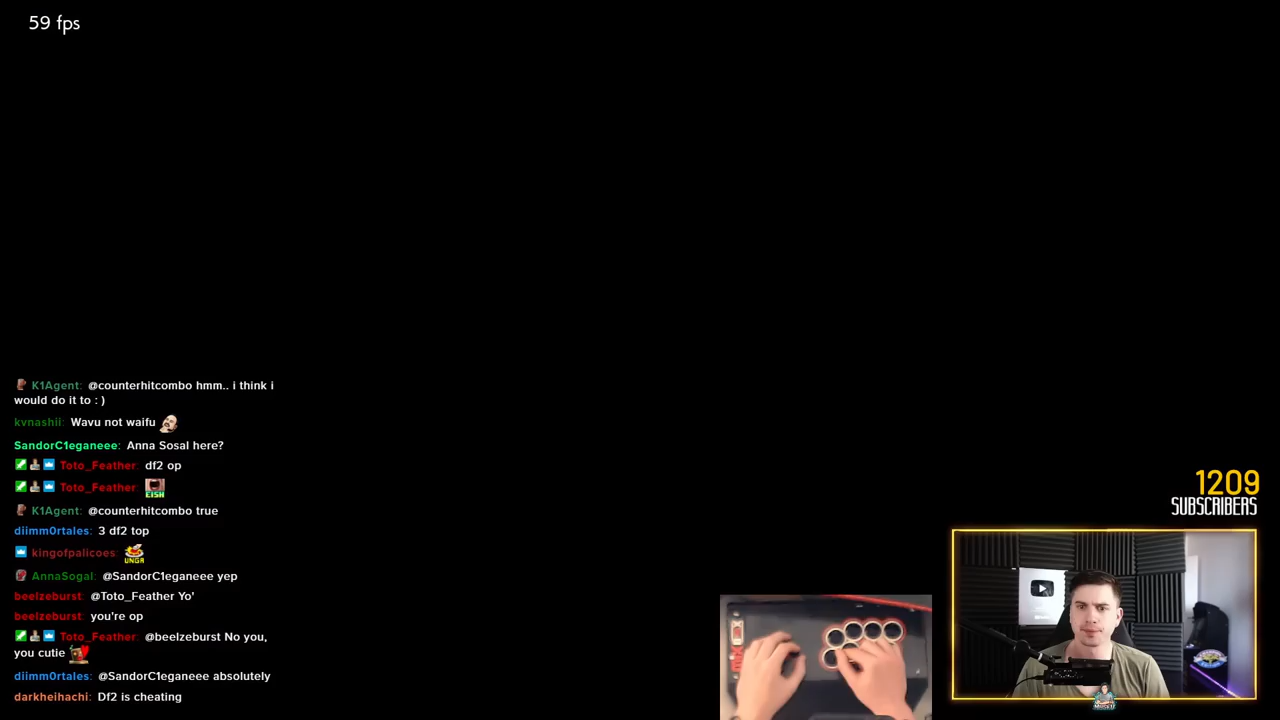 59 fps
K1Agent: @counterhitcombo hmm.. i think i
would do it to : )
kvnashii: Wavu not waifu
SandorC1eganeee: Anna Sosal here?
Toto_Feather: df2 op
Toto_Feather:
EISH
K1Agent: @counterhitcombo true
diimm0rtales: 3 df2 top
kingofpalicoes:
UNGA
AnnaSogal: @SandorC1eganeee yep
beelzeburst: @Toto_Feather Yo'
beelzeburst: you're op
Toto_Feather: @beelzeburst No you,
you cutie
diimm0rtales: @SandorC1eganeee absolutely
darkheihachi: Df2 is cheating
1209
SUBSCRIBERS